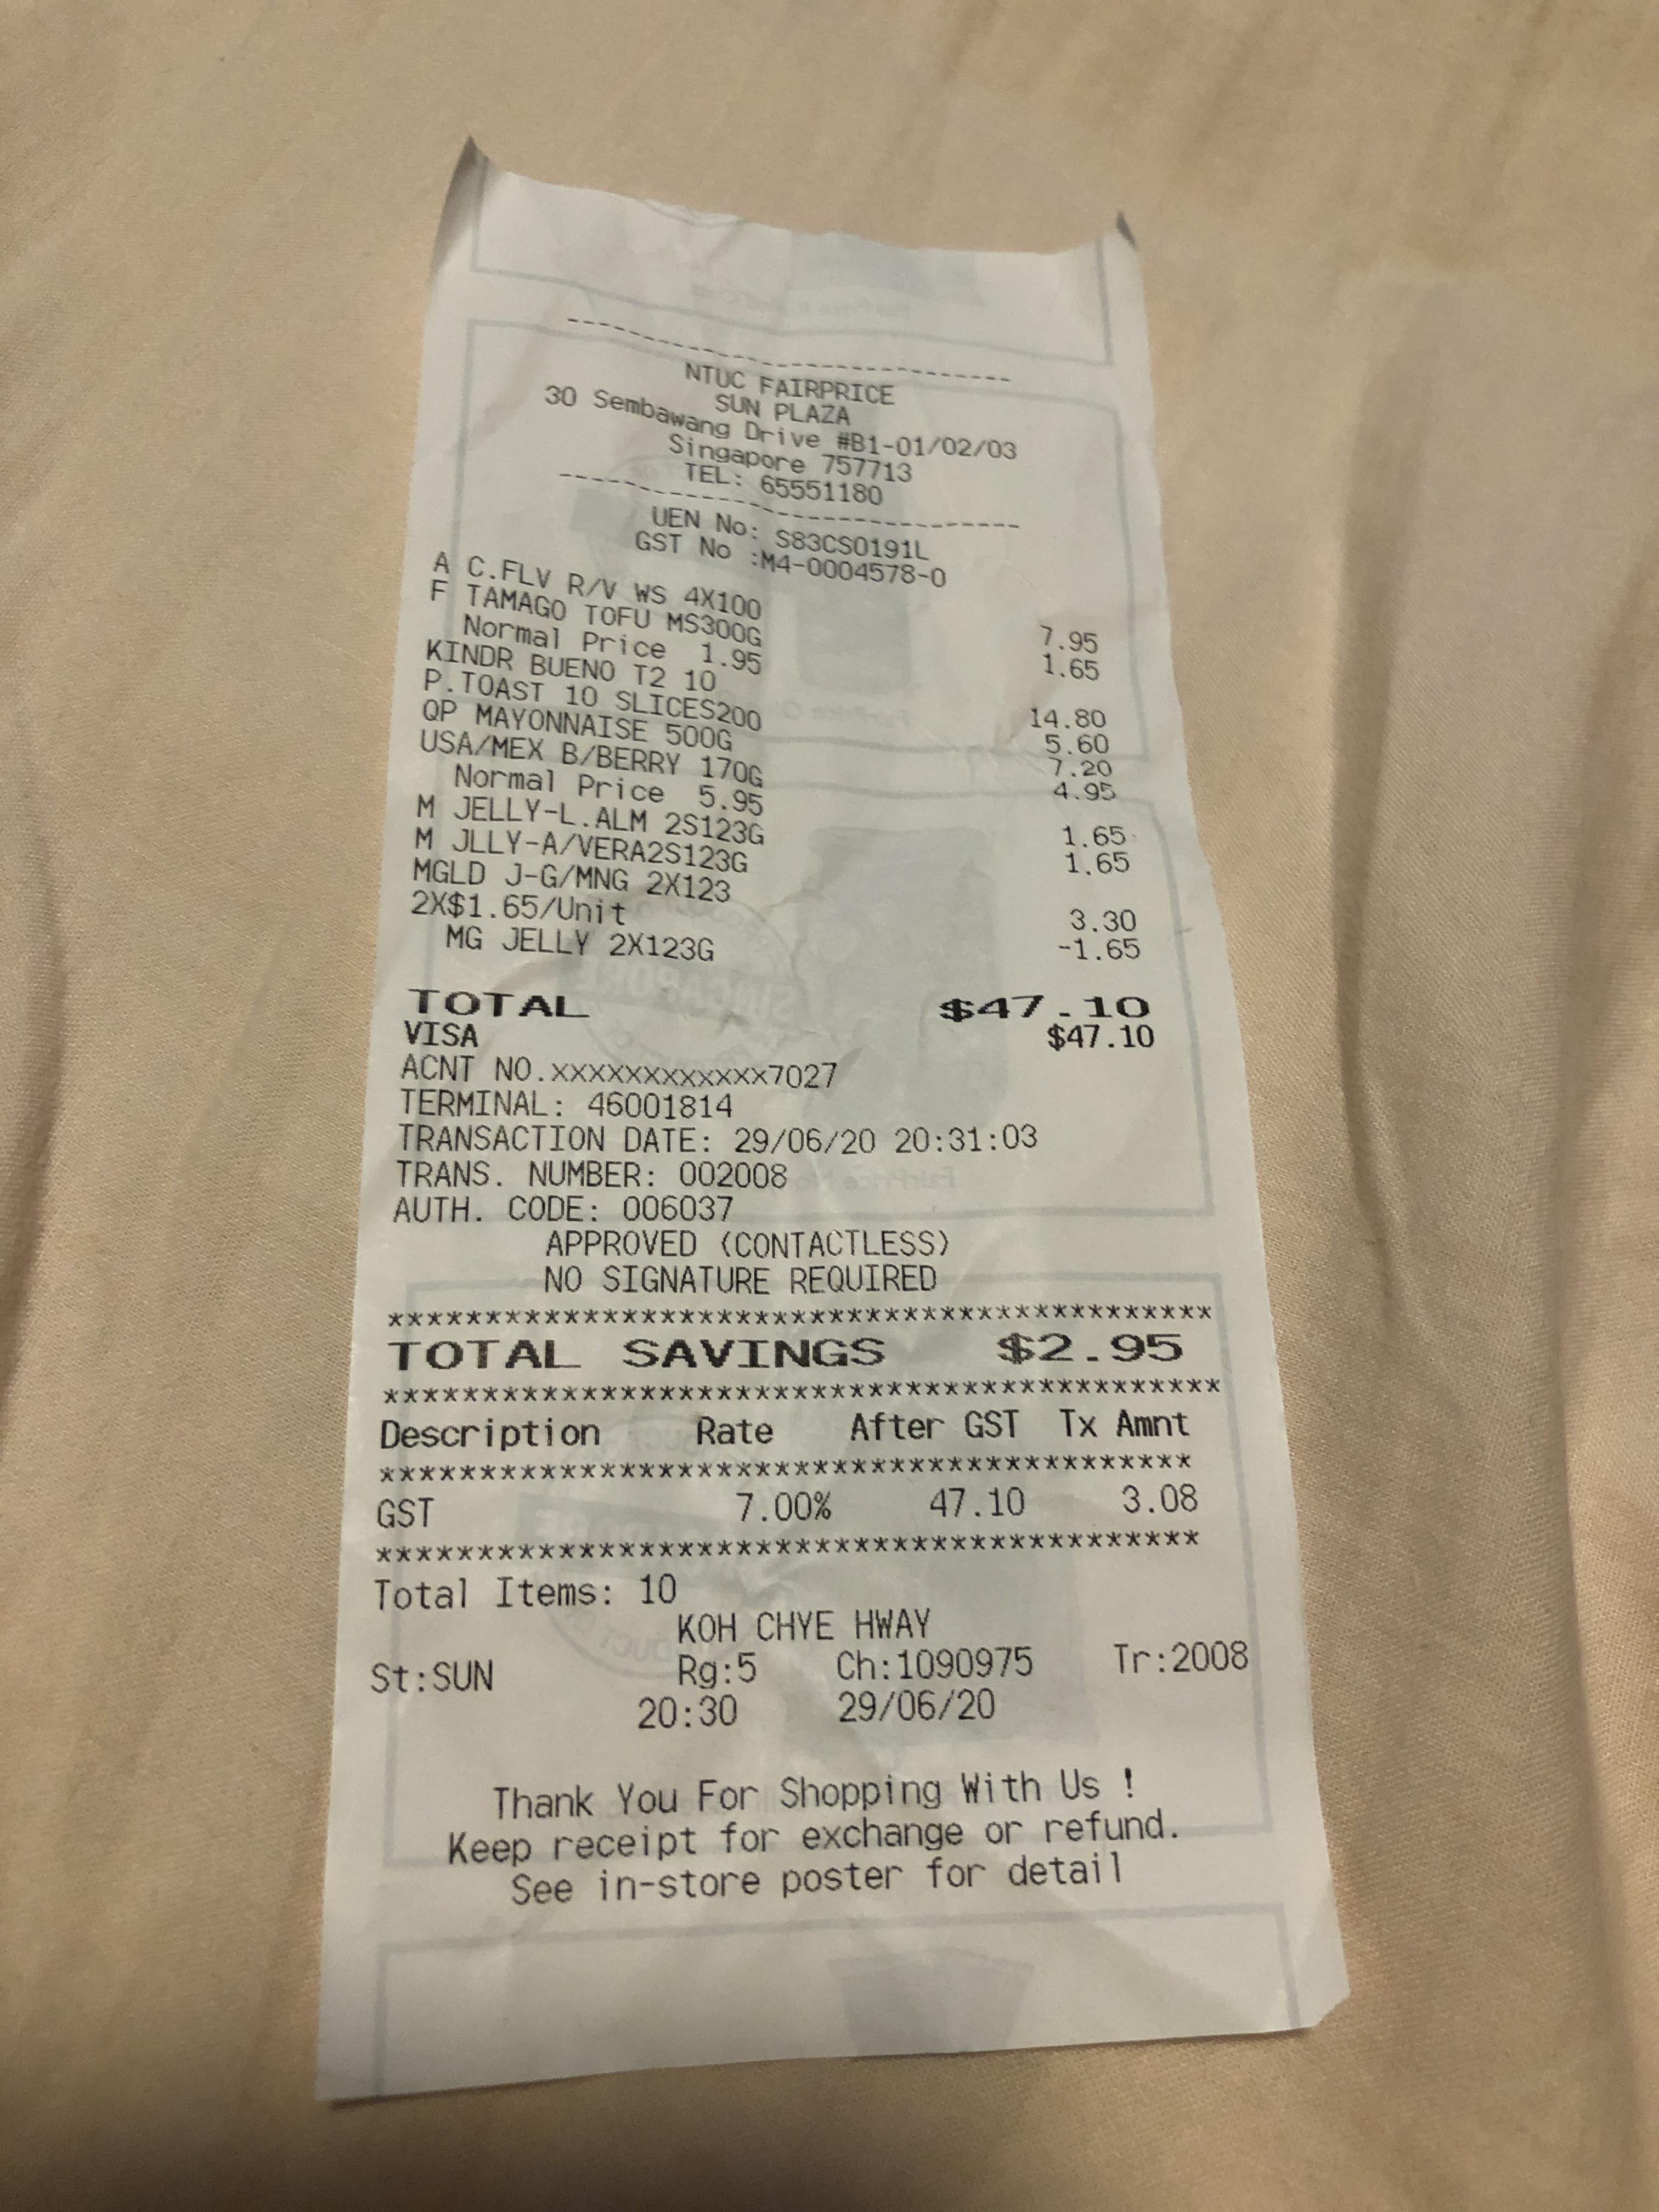 NTUC FAIRPRICE
SUN PLAZA
30 Sembawang Drive #B1-01/02/03
Singapore 757713
TEL: 65551180
UEN No: S83CS0191L
GST No :M4-0004578-0
A C.FLV R/V WS 4X100 7.95
F TAMAGO TOFU MS300G 1.65
Normal Price 1.95
KINDR BUENO T2 10 14.80
P.TOAST 10 SLICES200 5.60
QP MAYONNAISE 500G 7.20
USA/MEX B/BERRY 170G 4.95
Normal Price 5.95
M JELLY-L.ALM 2S123G 1.65
M JLLY-A/VERA2S123G 1.65
MGLD J-G/MNG 2X123
2X$1.65/Unit 3.30
MG JELLY 2X123G -1.65
TOTAL $47.10
VISA $47.10
ACNT NO.XXXXXXXXXXXX7027
TERMINAL: 46001814
TRANSACTION DATE: 29/06/20 20:31:03
TRANS. NUMBER: 002008
AUTH. CODE: 006037
APPROVED (CONTACTLESS)
NO SIGNATURE REQUIRED
TOTAL SAVINGS $2.95
Description Rate After GST Tx Amnt
GST 7.00% 47.10 3.08
Total Items: 10
KOH CHYE HWAY
St:SUN Rg:5 Ch:1090975 Tr:2008
20:30 29/06/20
Thank You For Shopping With Us !
Keep receipt for exchange or refund.
See in-store poster for detail